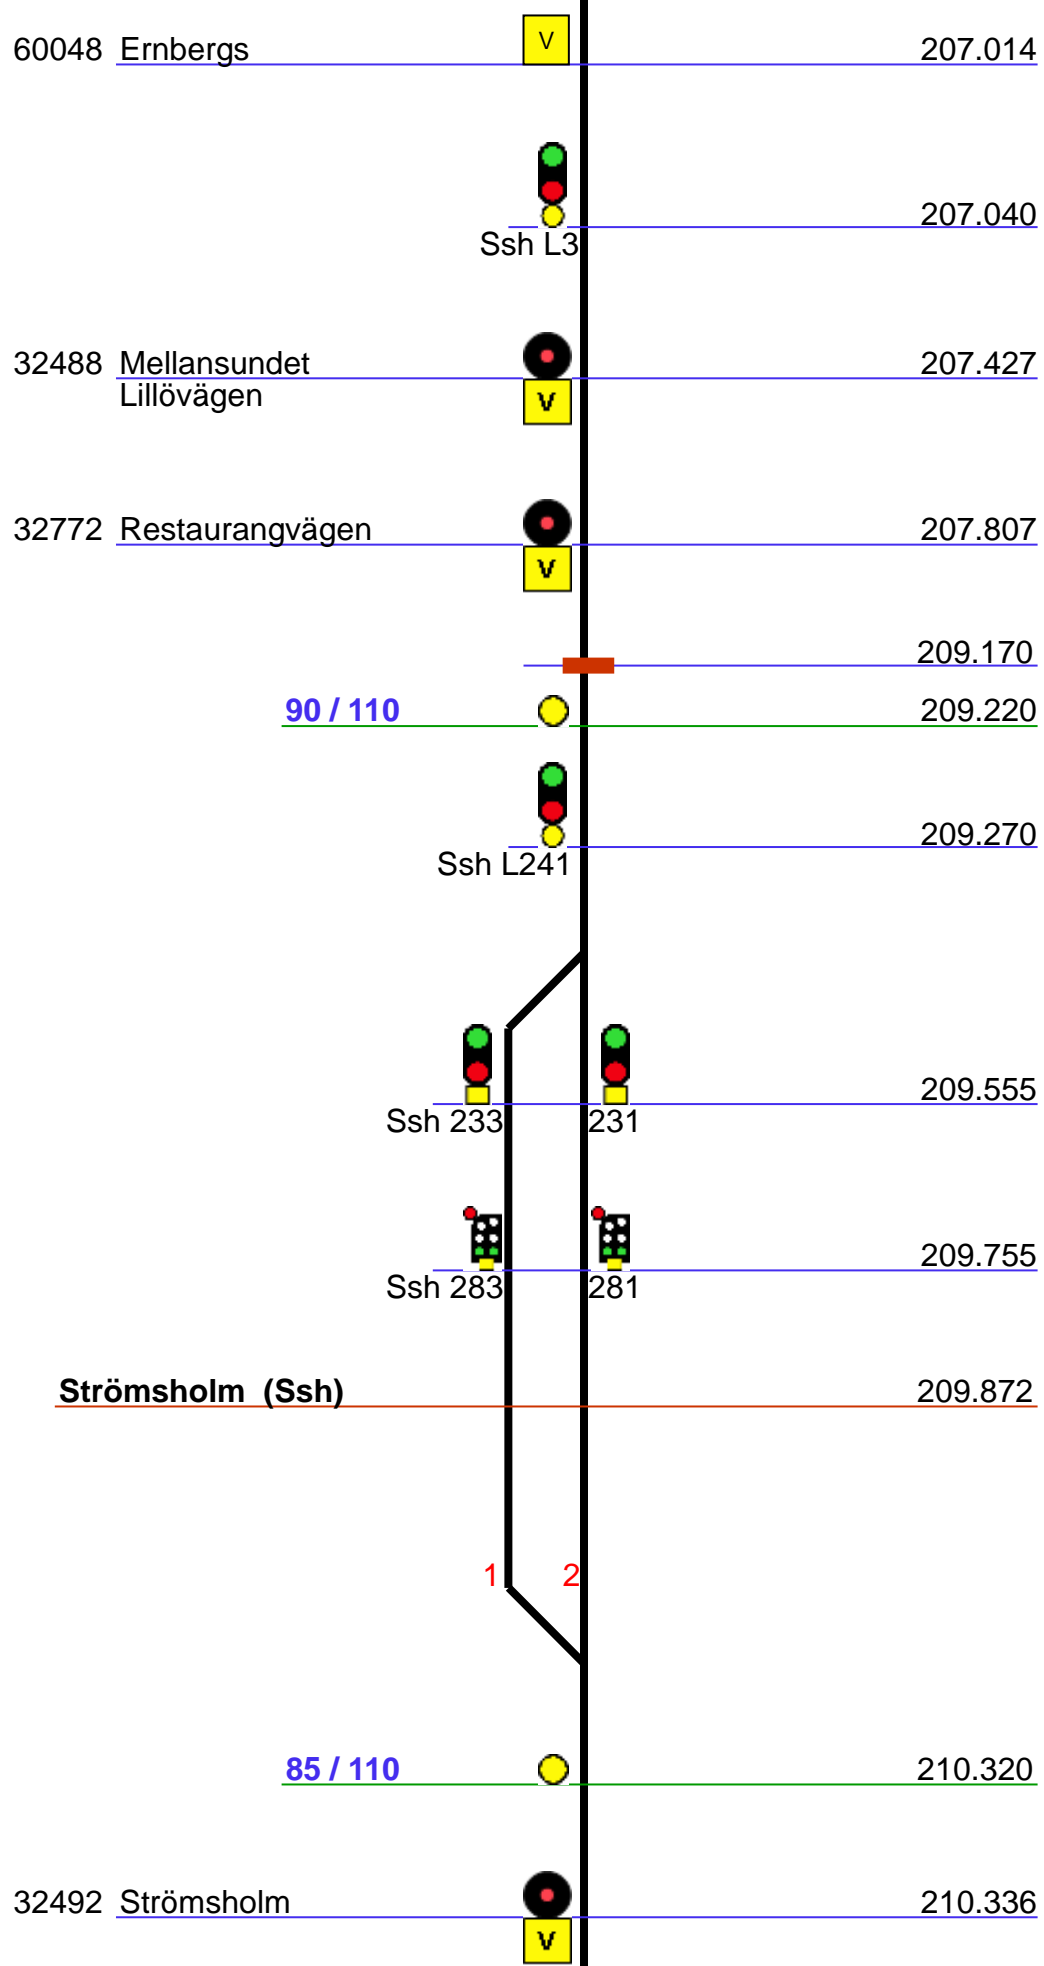 60048 Ernbergs V 207.014
207.040
Ssh L3
32488 Mellansundet 207.427
Lillövägen V
32772 Restaurangvägen 207.807
V
209.170
90 / 110 209.220
209.270
Ssh L241
209.555
Ssh 233 231
209.755
Ssh 283 281
Strömsholm (Ssh) 209.872
1 2
85 / 110 210.320
32492 Strömsholm 210.336
V